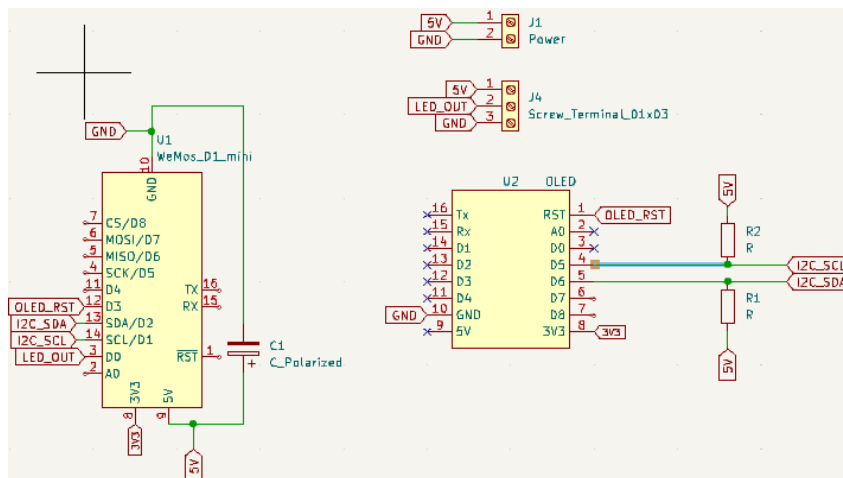 5V 1 J1
GND 2 Power
5V 1 J4
LED_OUT 2 Screw_Terminal_01x03
GND 3
GND
U1
WeMos_D1_mini
10
GND
7 CS/D8
6 MOSI/D7
5 MISO/D6
4 SCK/D5
11 D4 TX 16
OLED_RST 12 D3 RX 15
I2C_SDA 13 SDA/D2
I2C_SCL 14 SCL/D1
LED_OUT 3 D0 RST 1
2 A0
3V3 5V
8 9
3V3
5V
C1
+ C_Polarized
U2 OLED
16 Tx RST 1 OLED_RST
15 Rx A0 2
14 D1 D0 3
13 D2 D5 4
12 D3 D6 5
11 D4 D7 6
GND 10 GND D8 7
9 5V 3V3 8 3V3
5V
R2
R
I2C_SCL
I2C_SDA
R1
R
5V